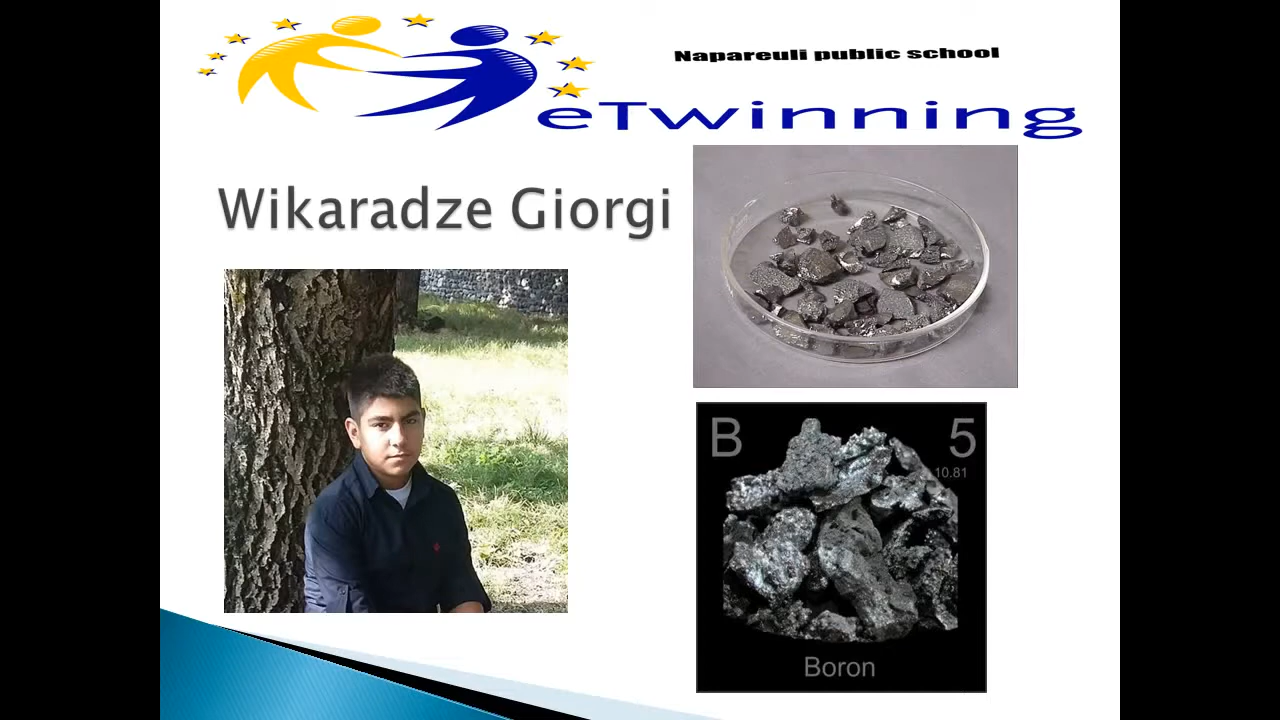 Napareuli public school
eTwinning
Wikaradze Giorgi
B 5
10.81
Boron